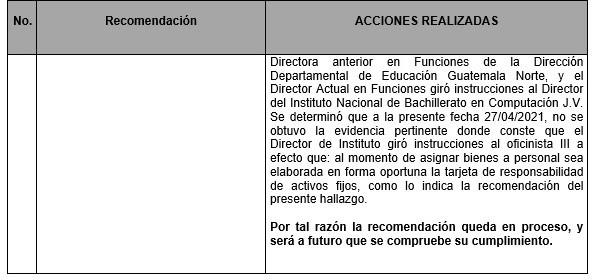 No. Recomendación ACCIONES REALIZADAS
Directora anterior en Funciones de la Dirección
Departamental de Educación Guatemala Norte, y el
Director Actual en Funciones giró instrucciones al Director
del Instituto Nacional de Bachillerato en Computación J.V.
Se determinó que a la presente fecha 27/04/2021, no se
obtuvo la evidencia pertinente donde conste que el
Director de Instituto giró instrucciones al oficinista III a
efecto que: al momento de asignar bienes a personal sea
elaborada en forma oportuna la tarjeta de responsabilidad
de activos fijos, como lo indica la recomendación del
presente hallazgo.
Por tal razón la recomendación queda en proceso, y
será a futuro que se compruebe su cumplimiento.